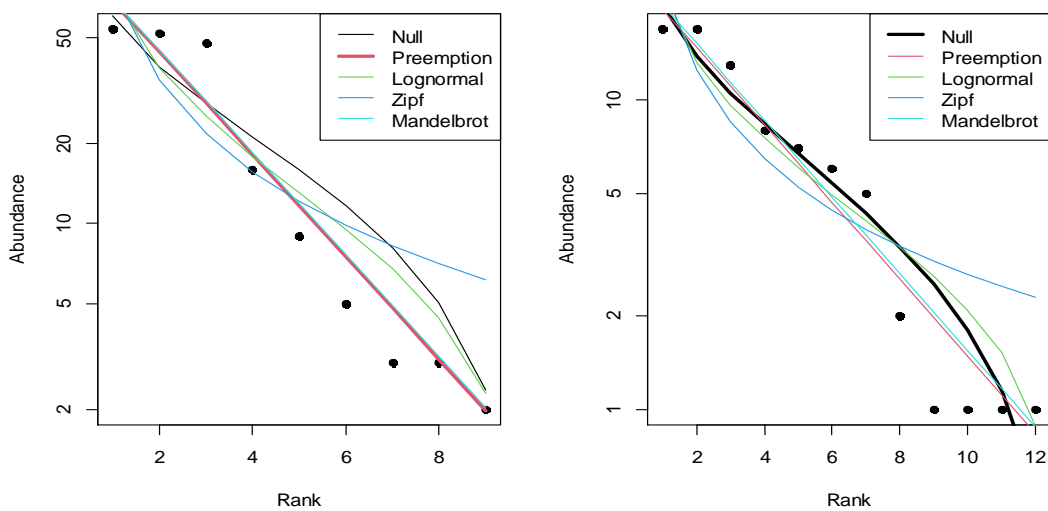 Abundance
50
20
10
5
2
2
4
6
8
Rank
Null
Preemption
Lognormal
Zipf
Mandelbrot
Abundance
10
5
2
1
2
4
6
8
10
12
Rank
Null
Preemption
Lognormal
Zipf
Mandelbrot